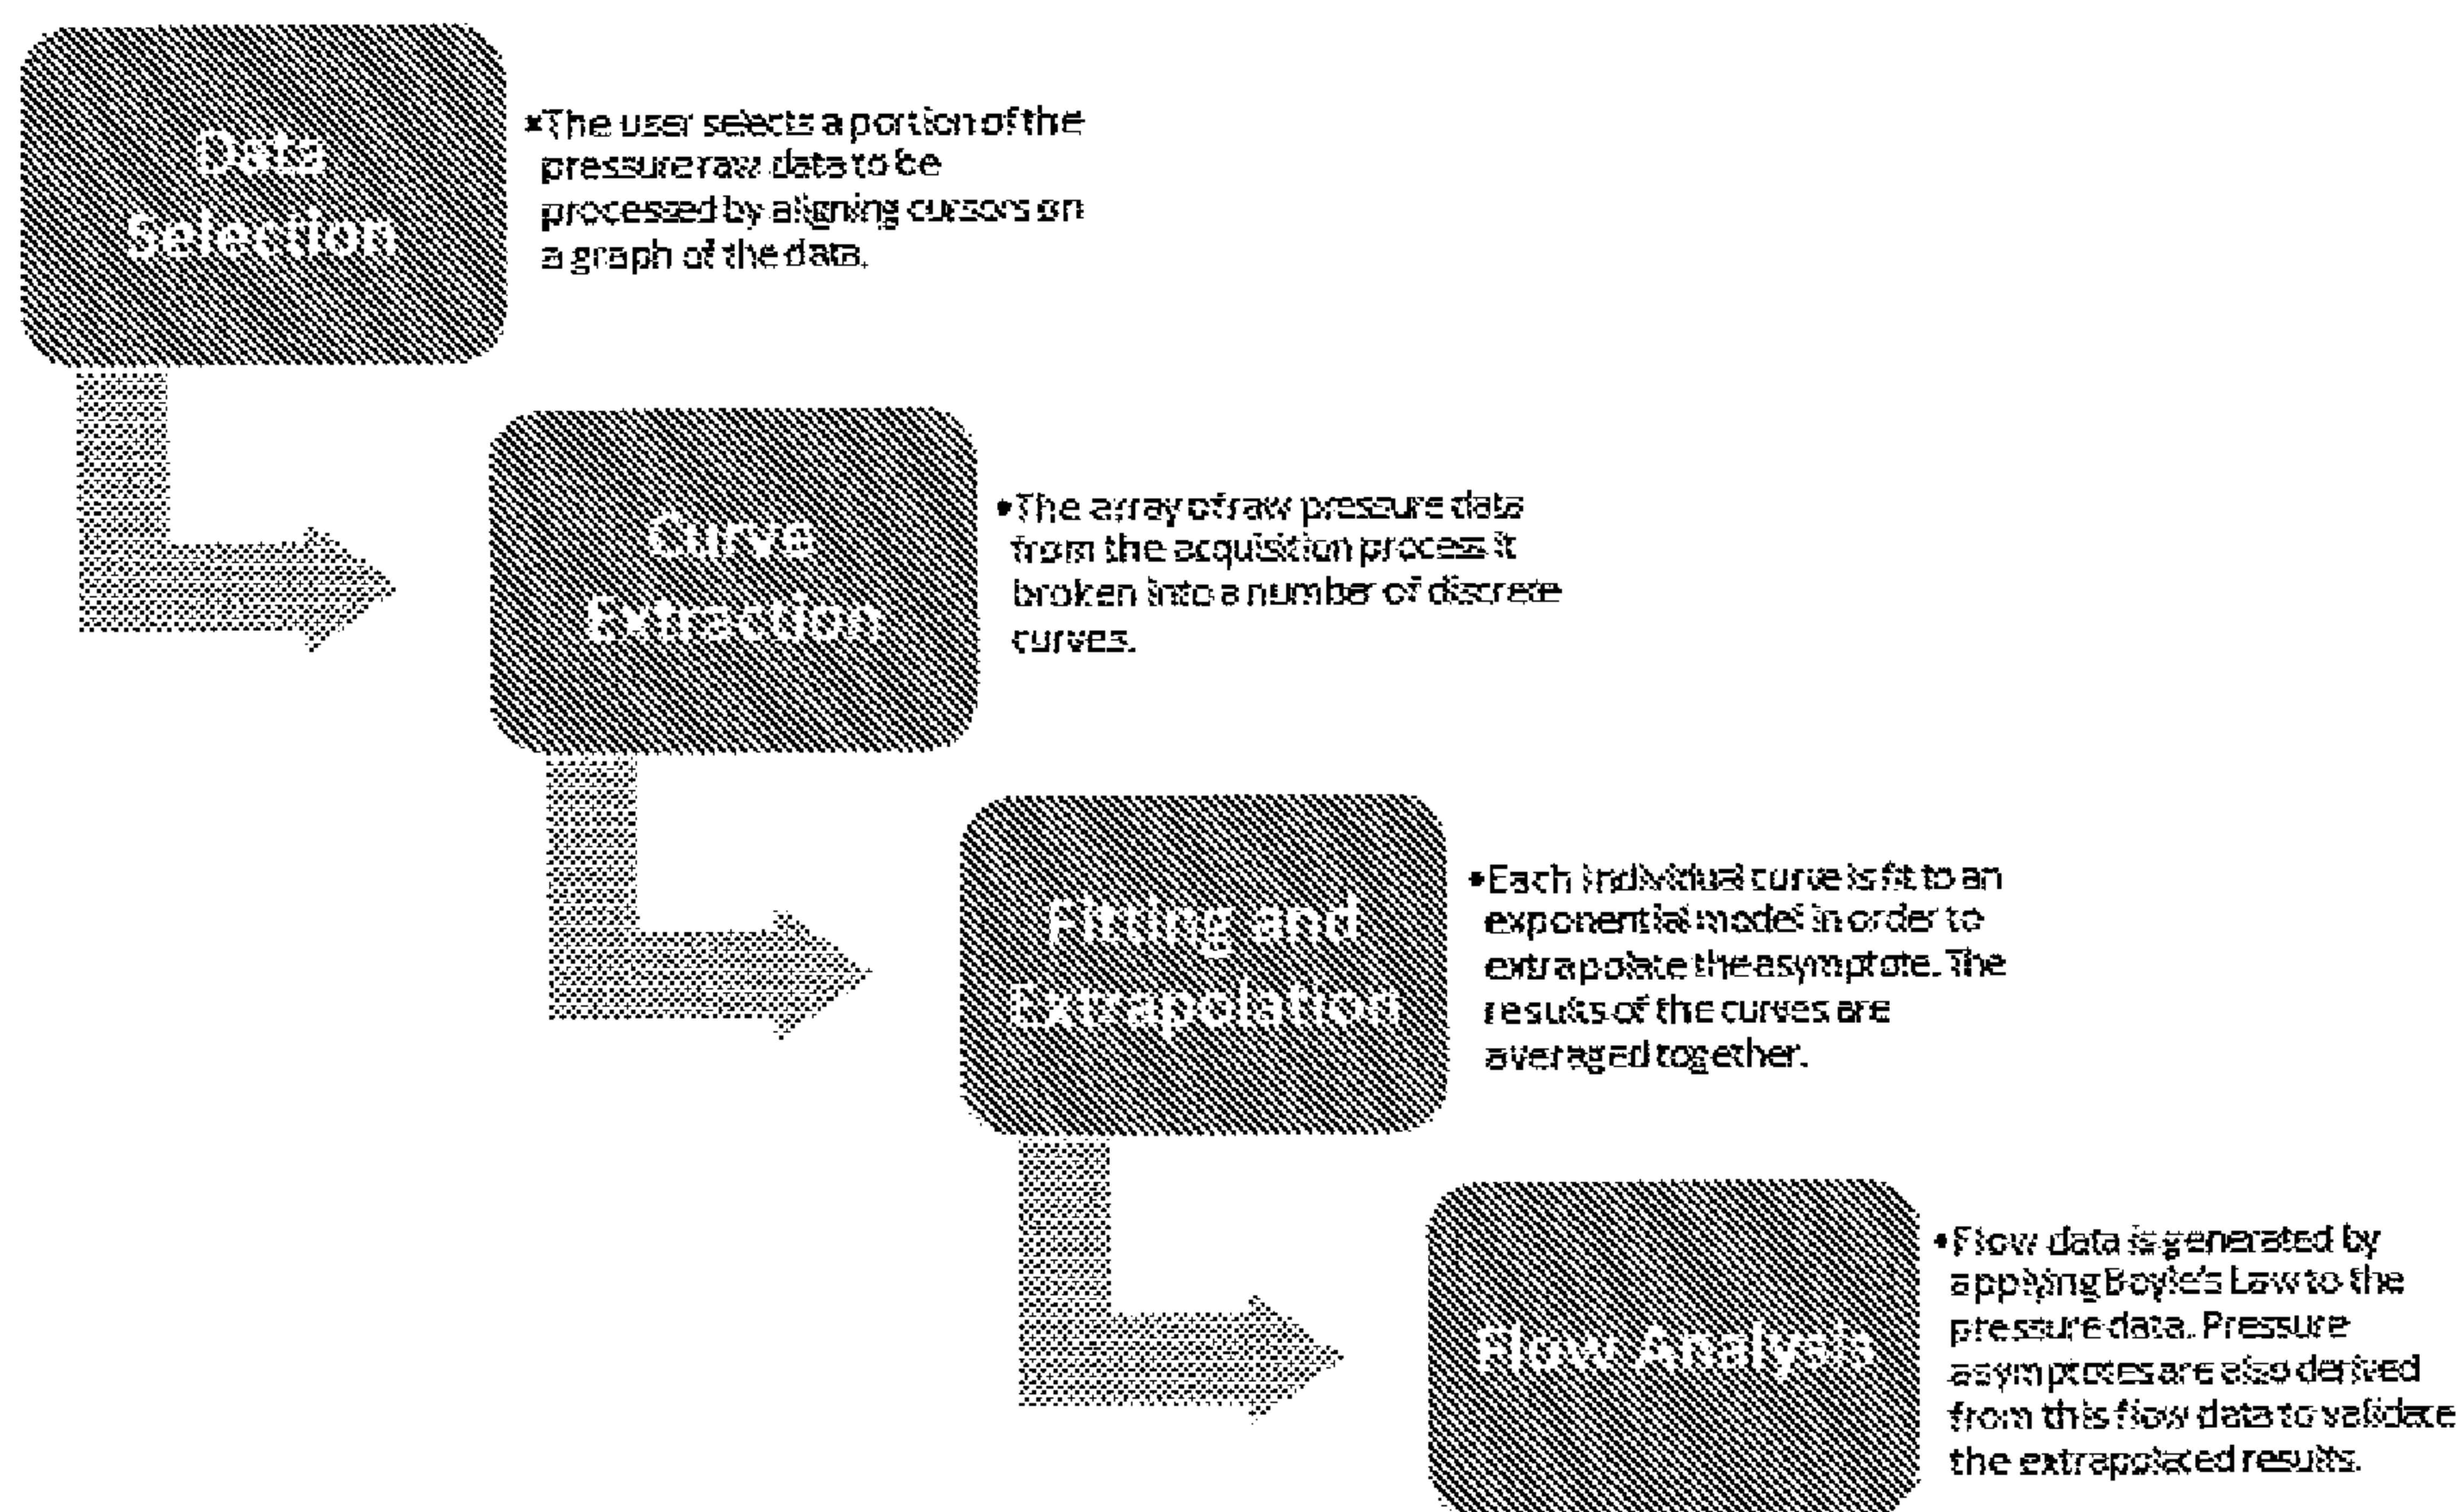 Data
Selection
•The user selects a portion of the
pressure raw data to be
processed by aligning cursors on
a graph of the data.
Curve
Extraction
•The array of raw pressure data
from the acquisition process it
broken into a number of discrete
curves.
Fitting and
Extrapolation
•Each individual curve is fit to an
exponential model in order to
extrapolate the asymptote. The
results of the curves are
averaged together.
Flow Analysis
•Flow data is generated by
applying Boyle's Law to the
pressure data. Pressure
asymptotes are also derived
from this flow data to validate
the extrapolated results.